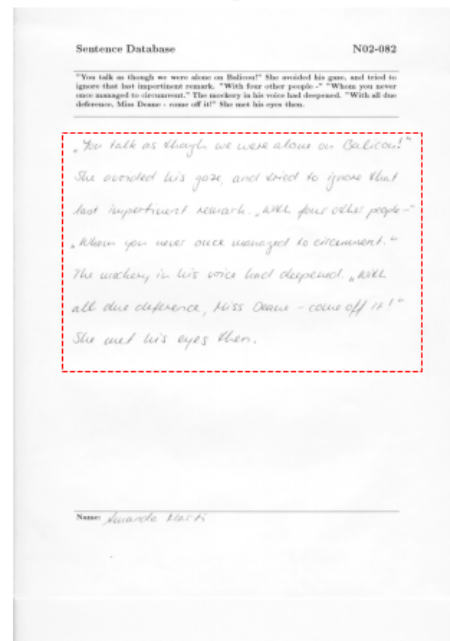 Sentence Database N02-082
"You talk as though we were alone on Balicou!" She avoided his gaze, and tried to
ignore that last impertinent remark. "With four other people -" "Whom you never
once managed to circumvent." The mockery in his voice had deepened. "With all due
deference, Miss Deane - come off it!" She met his eyes then.
„You talk as though we were alone on Balicou!"
She avoided his gaze, and tried to ignore that
last impertinent remark. „With four other people-"
„Whom you never once managed to circumvent."
The mockery in his voice had deepened. „With
all due deference, Miss Deane - come off it!"
She met his eyes then.
Name: Amanda